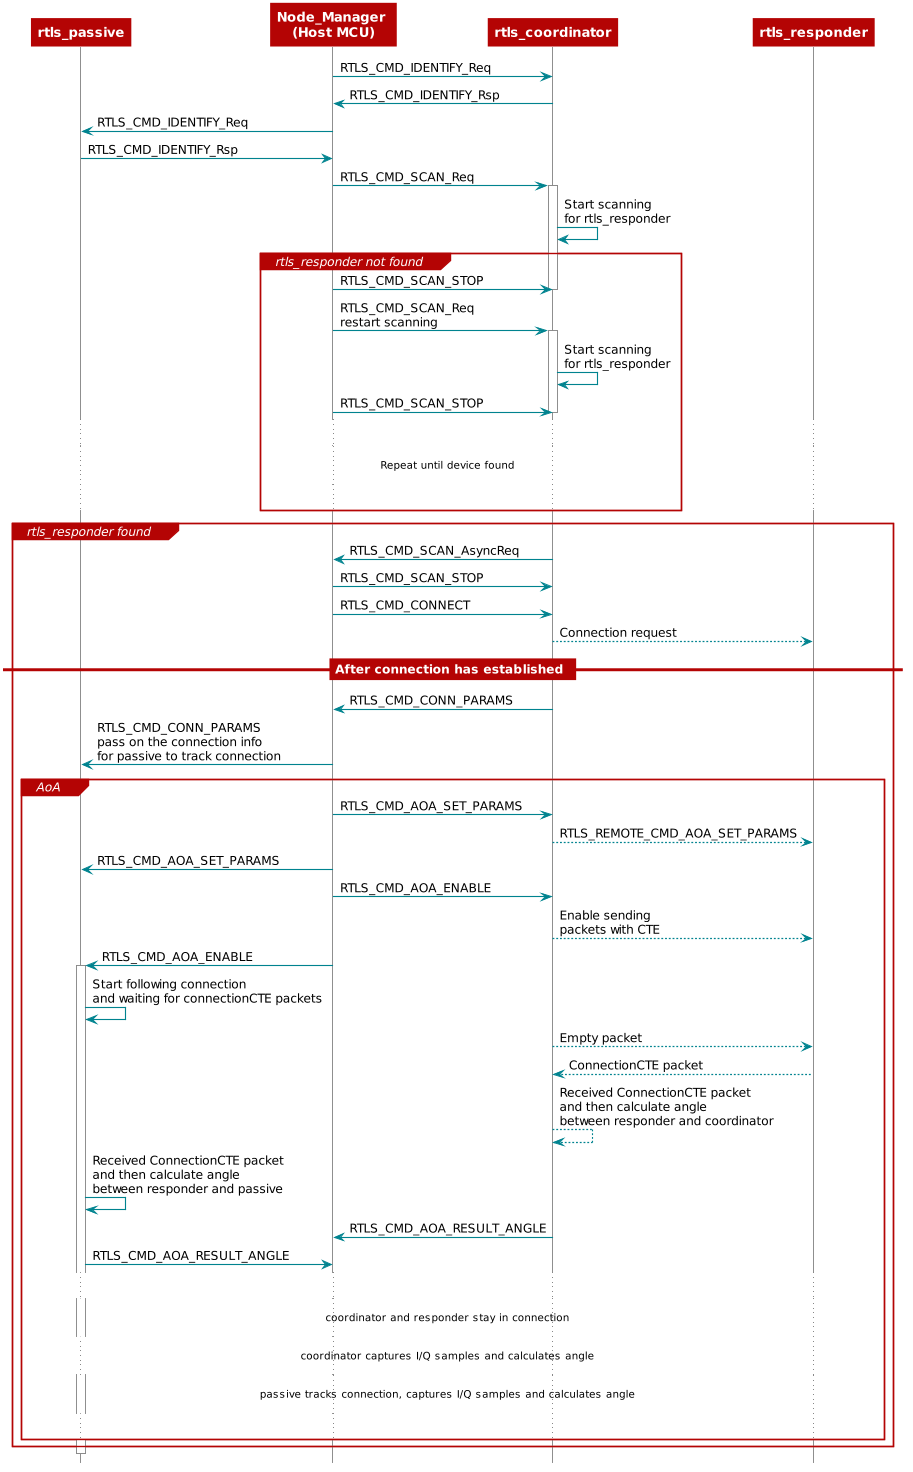 rtls_passive
Node_Manager
(Host MCU)
rtls_coordinator
rtls_responder
RTLS_CMD_IDENTIFY_Req
RTLS_CMD_IDENTIFY_Rsp
RTLS_CMD_IDENTIFY_Req
RTLS_CMD_IDENTIFY_Rsp
RTLS_CMD_SCAN_Req
Start scanning
for rtls_responder
rtls_responder not found
RTLS_CMD_SCAN_STOP
RTLS_CMD_SCAN_Req
restart scanning
Start scanning
for rtls_responder
RTLS_CMD_SCAN_STOP
Repeat until device found
rtls_responder found
RTLS_CMD_SCAN_AsyncReq
RTLS_CMD_SCAN_STOP
RTLS_CMD_CONNECT
Connection request
After connection has established
RTLS_CMD_CONN_PARAMS
RTLS_CMD_CONN_PARAMS
pass on the connection info
for passive to track connection
AoA
RTLS_CMD_AOA_SET_PARAMS
RTLS_REMOTE_CMD_AOA_SET_PARAMS
RTLS_CMD_AOA_SET_PARAMS
RTLS_CMD_AOA_ENABLE
Enable sending
packets with CTE
RTLS_CMD_AOA_ENABLE
Start following connection
and waiting for connectionCTE packets
Empty packet
ConnectionCTE packet
Received ConnectionCTE packet
and then calculate angle
between responder and coordinator
Received ConnectionCTE packet
and then calculate angle
between responder and passive
RTLS_CMD_AOA_RESULT_ANGLE
RTLS_CMD_AOA_RESULT_ANGLE
coordinator and responder stay in connection
coordinator captures I/Q samples and calculates angle
passive tracks connection, captures I/Q samples and calculates angle